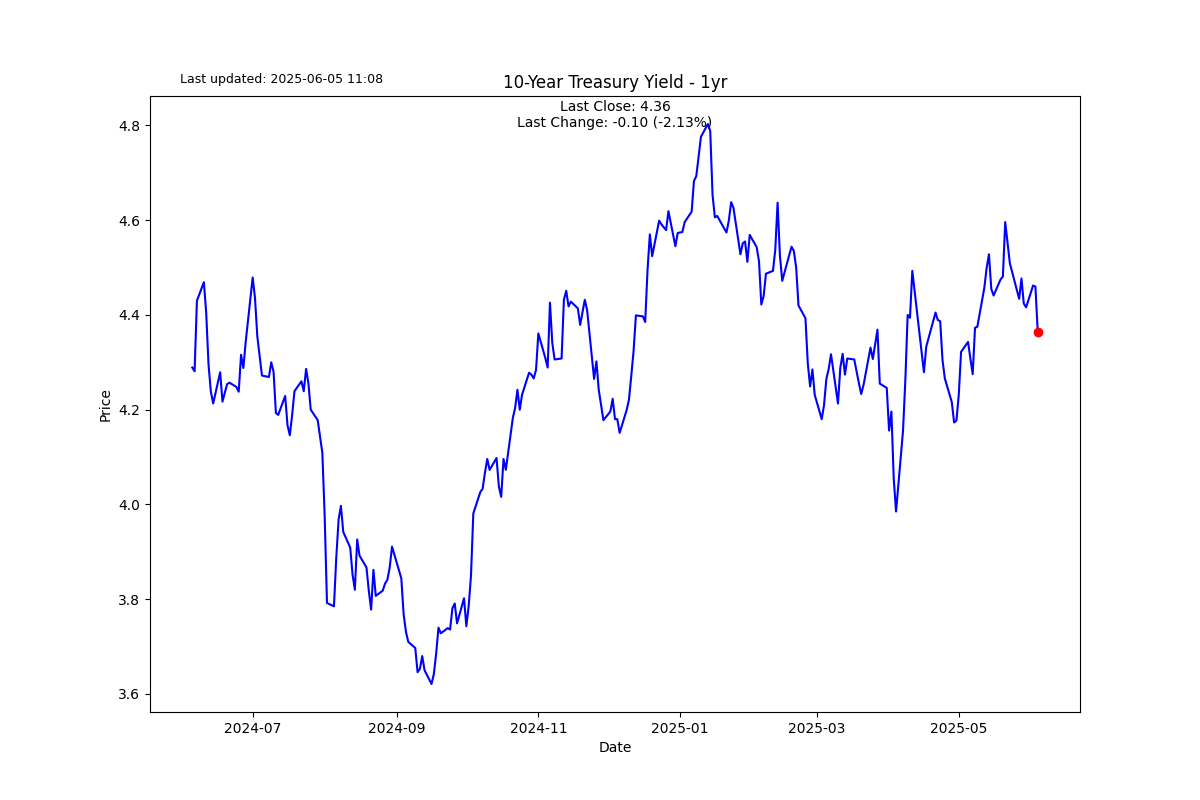 Last updated: 2025-06-05 11:08
10-Year Treasury Yield - 1yr
Last Close: 4.36
Last Change: -0.10 (-2.13%)
Price
4.8
4.6
4.4
4.2
4.0
3.8
3.6
2024-07
2024-09
2024-11
2025-01
2025-03
2025-05
Date